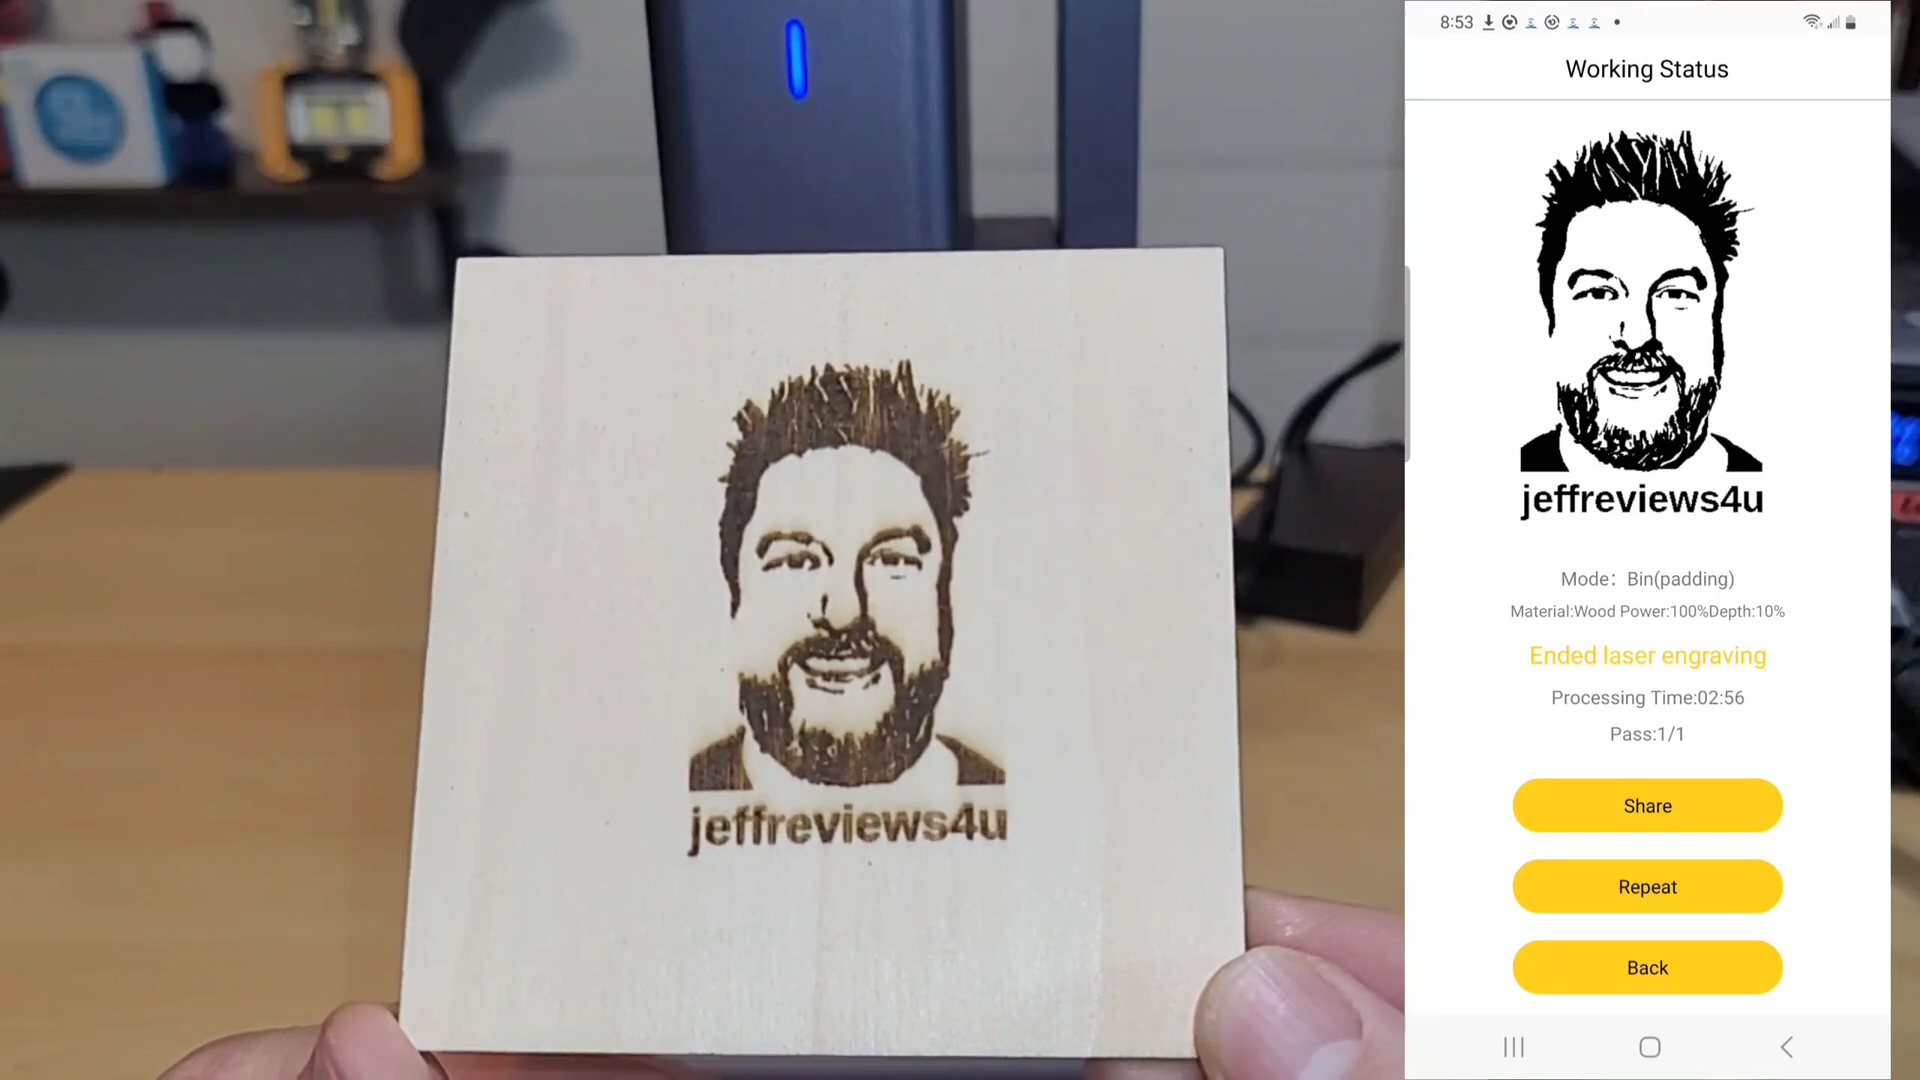 jeffreviews4u
8:53
Working Status
jeffreviews4u
Mode: Bin(padding)
Material:Wood Power:100%Depth:10%
Ended laser engraving
Processing Time:02:56
Pass:1/1
Share
Repeat
Back